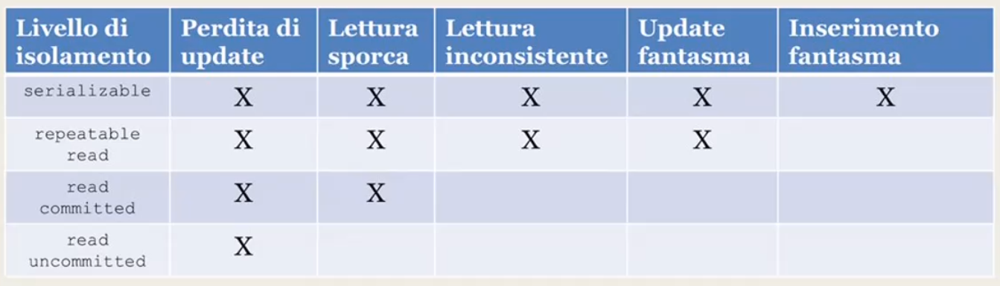 Livello di isolamento Perdita di update Lettura sporca Lettura inconsistente Update fantasma Inserimento fantasma
serializable X X X X X
repeatable read X X X X
read committed X X
read uncommitted X